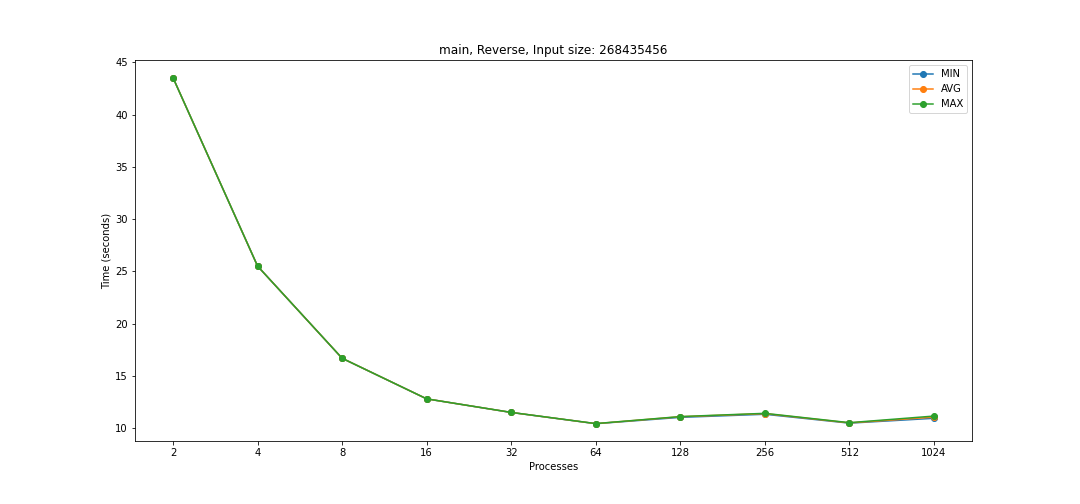 main, Reverse, Input size: 268435456
MIN
AVG
MAX
Time (seconds)
45
40
35
30
25
20
15
10
2 4 8 16 32 64 128 256 512 1024
Processes